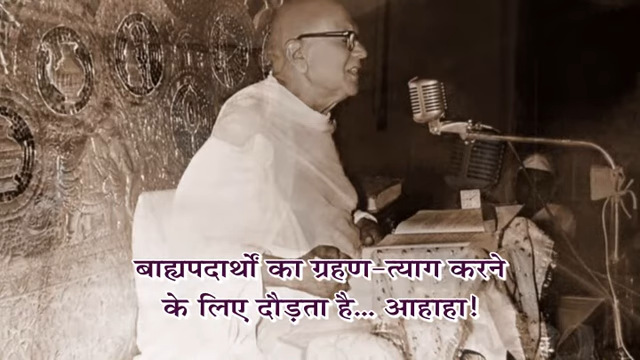 बाह्यपदार्थों का ग्रहण-त्याग करने
के लिए दौड़ता है... आहाहा!